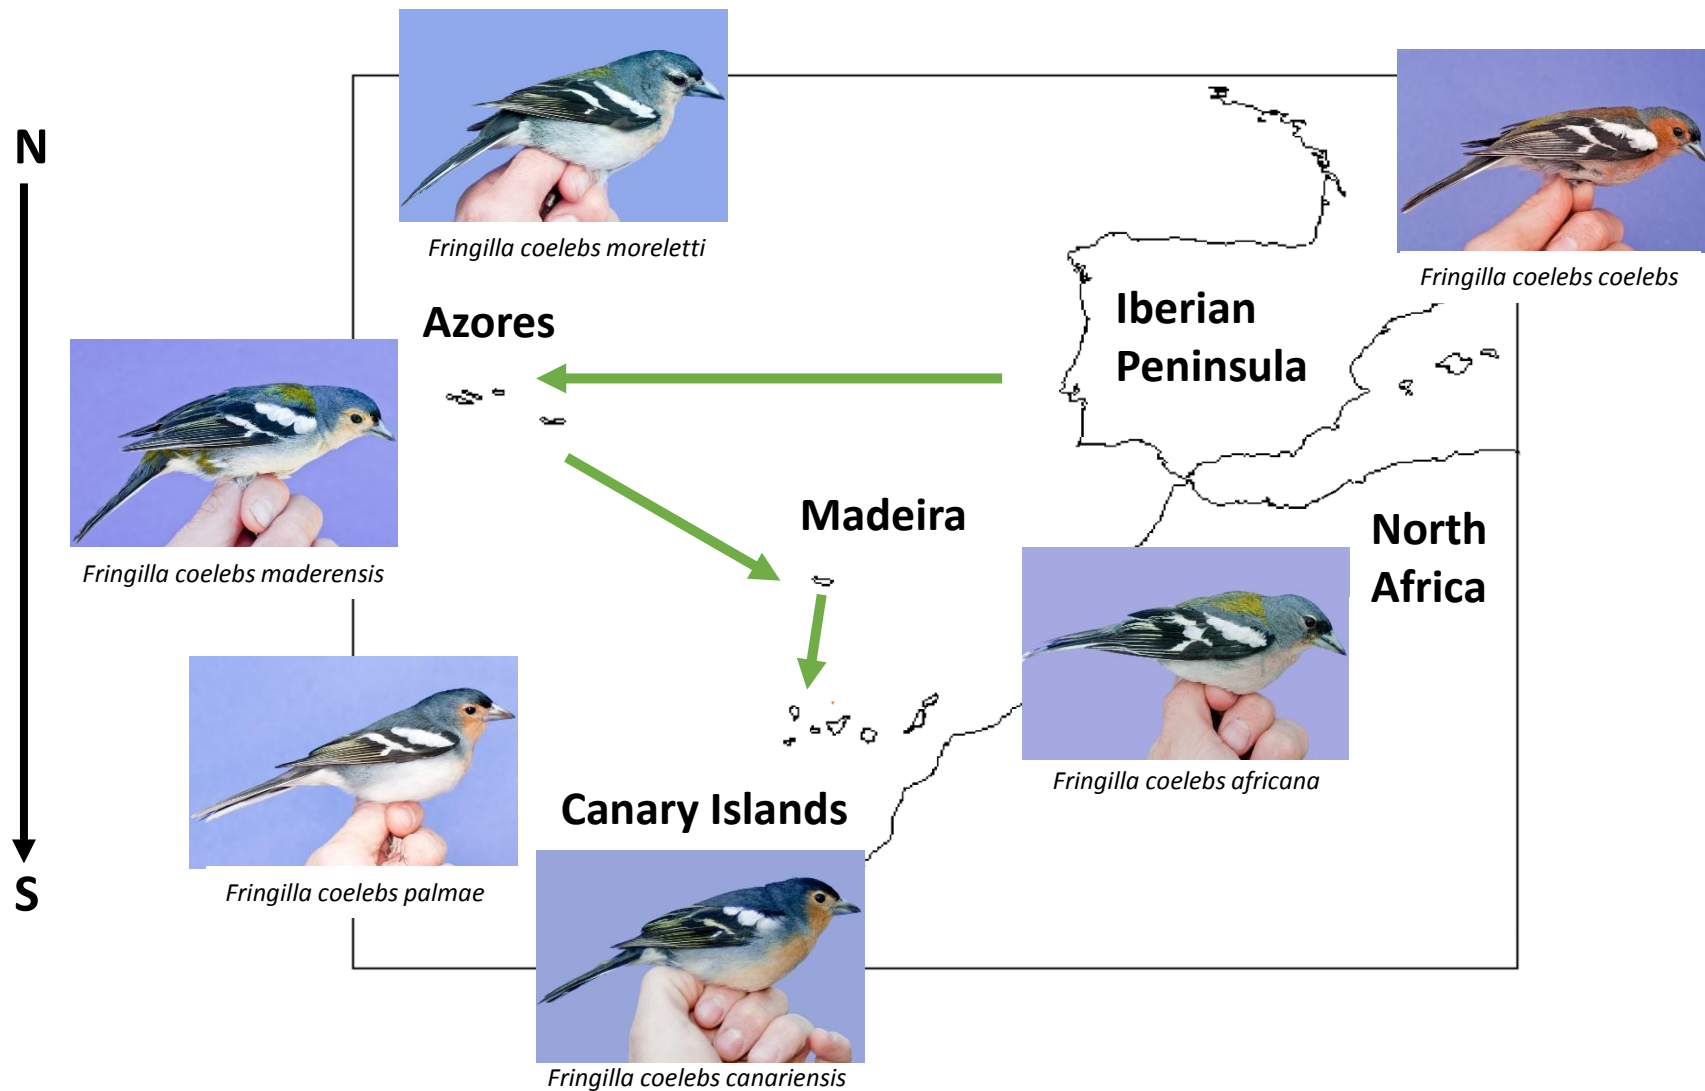 N
Fringilla coelebs moreletti
Fringilla coelebs coelebs
Azores
Iberian
Peninsula
Madeira
North
Africa
Fringilla coelebs maderensis
Fringilla coelebs africana
Canary Islands
S
Fringilla coelebs palmae
Fringilla coelebs canariensis